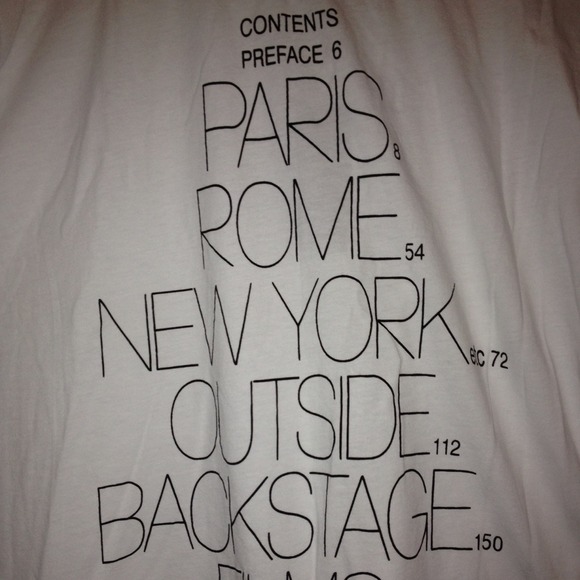 CONTENTS
PREFACE 6
PARIS 8
ROME 54
NEW YORK etc 72
OUTSIDE 112
BACKSTAGE 150